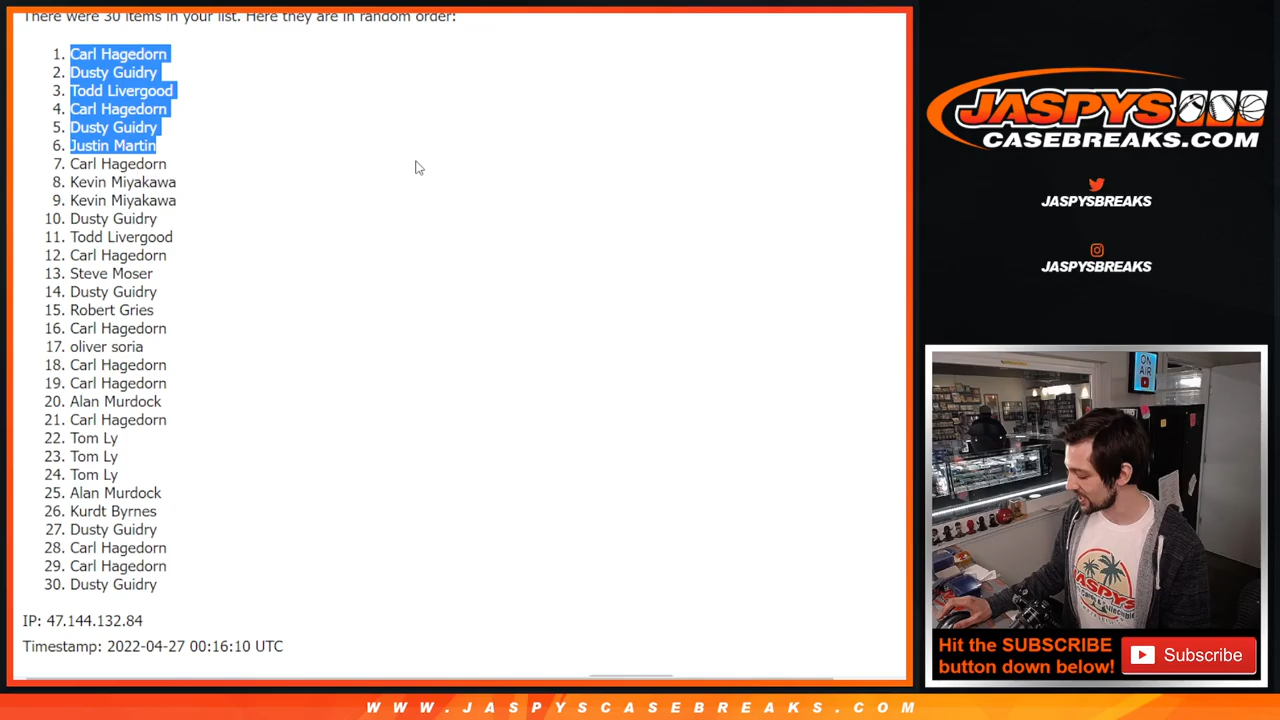 There were 30 items in your list. Here they are in random order:
1. Carl Hagedorn
2. Dusty Guidry
3. Todd Livergood
4. Carl Hagedorn
5. Dusty Guidry
6. Justin Martin
7. Carl Hagedorn
8. Kevin Miyakawa
9. Kevin Miyakawa
10. Dusty Guidry
11. Todd Livergood
12. Carl Hagedorn
13. Steve Moser
14. Dusty Guidry
15. Robert Gries
16. Carl Hagedorn
17. oliver soria
18. Carl Hagedorn
19. Carl Hagedorn
20. Alan Murdock
21. Carl Hagedorn
22. Tom Ly
23. Tom Ly
24. Tom Ly
25. Alan Murdock
26. Kurdt Byrnes
27. Dusty Guidry
28. Carl Hagedorn
29. Carl Hagedorn
30. Dusty Guidry
IP: 47.144.132.84
Timestamp: 2022-04-27 00:16:10 UTC
JASPYS
CASEBREAKS.COM
JASPYSBREAKS
JASPYSBREAKS
ON
AIR
JASPYS
Hit the SUBSCRIBE
button down below!
Subscribe
WWW.JASPYSCASEBREAKS.COM